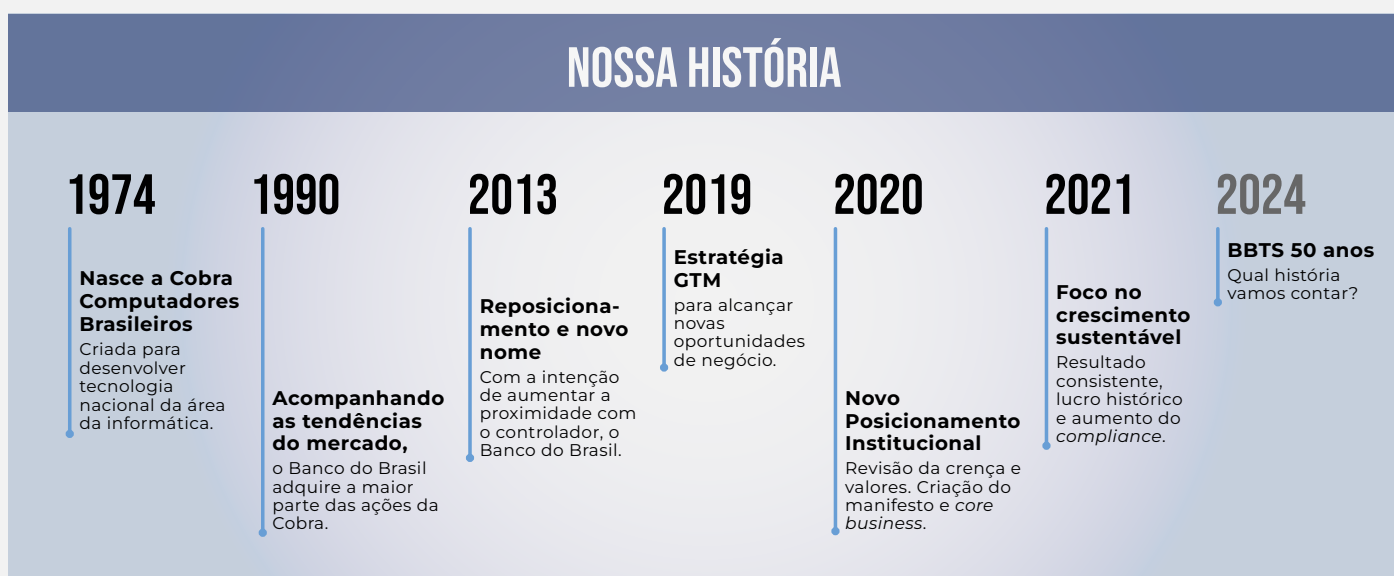 NOSSA HISTÓRIA
1974
Nasce a Cobra
Computadores
Brasileiros
Criada para
desenvolver
tecnologia
nacional da área
da informática.
1990
Acompanhando
as tendências
do mercado,
o Banco do Brasil
adquire a maior
parte das ações da
Cobra.
2013
Reposiciona-
mento e novo
nome
Com a intenção
de aumentar a
proximidade com
o controlador, o
Banco do Brasil.
2019
Estratégia
GTM
para alcançar
novas
oportunidades
de negócio.
2020
Novo
Posicionamento
Institucional
Revisão da crença e
valores. Criação do
manifesto e core
business.
2021
Foco no
crescimento
sustentável
Resultado
consistente,
lucro histórico
e aumento do
compliance.
2024
BBTS 50 anos
Qual história
vamos contar?